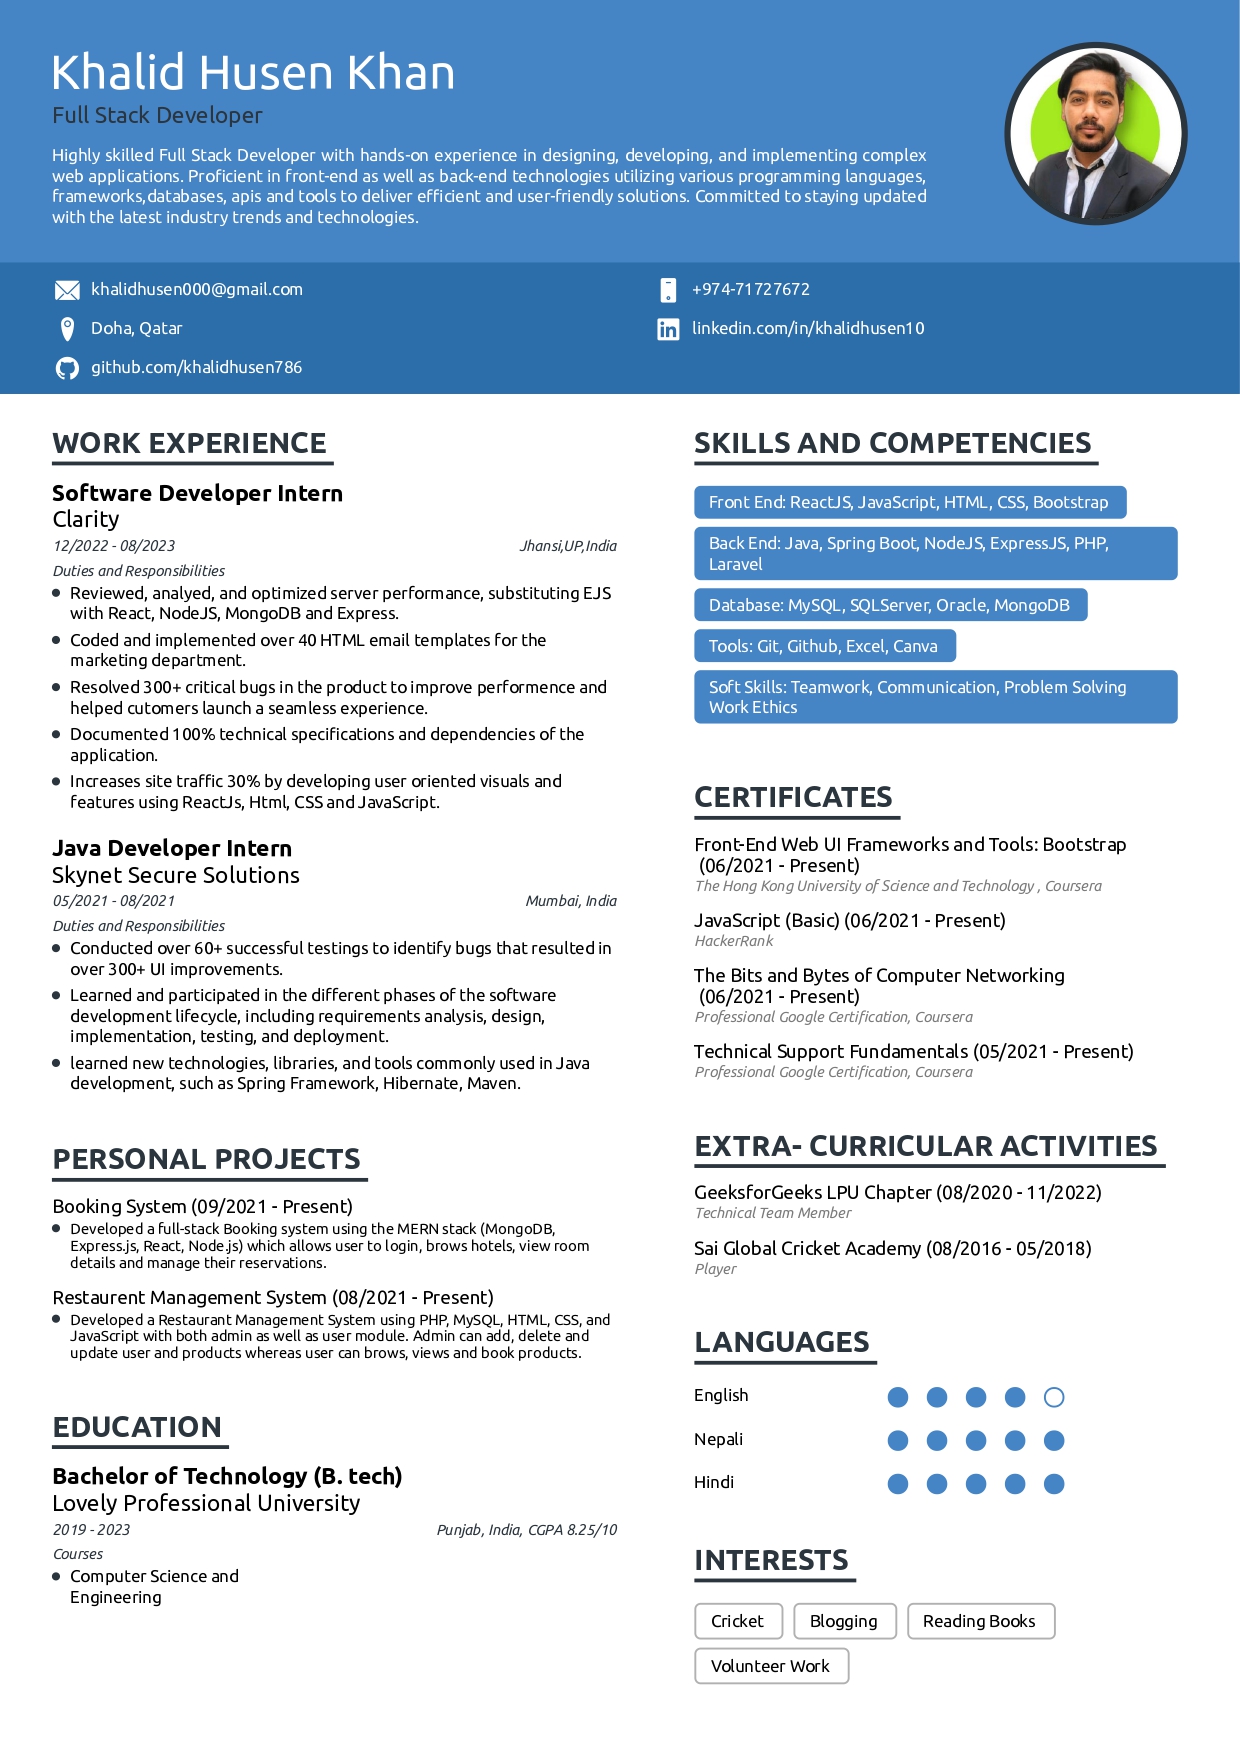 Khalid Husen Khan
Full Stack Developer
Highly skilled Full Stack Developer with hands-on experience in designing, developing, and implementing complex
web applications. Proficient in front-end as well as back-end technologies utilizing various programming languages,
frameworks,databases, apis and tools to deliver efficient and user-friendly solutions. Committed to staying updated
with the latest industry trends and technologies.
khalidhusen000@gmail.com
+974-71727672
Doha, Qatar
linkedin.com/in/khalidhusen10
github.com/khalidhusen786
WORK EXPERIENCE
Software Developer Intern
Clarity
12/2022 - 08/2023
Jhansi,UP,India
Duties and Responsibilities
Reviewed, analyed, and optimized server performance, substituting EJS
with React, NodeJS, MongoDB and Express.
Coded and implemented over 40 HTML email templates for the
marketing department.
Resolved 300+ critical bugs in the product to improve performence and
helped cutomers launch a seamless experience.
Documented 100% technical specifications and dependencies of the
application.
Increases site traffic 30% by developing user oriented visuals and
features using ReactJs, Html, CSS and JavaScript.
Java Developer Intern
Skynet Secure Solutions
05/2021 - 08/2021
Mumbai, India
Duties and Responsibilities
Conducted over 60+ successful testings to identify bugs that resulted in
over 300+ UI improvements.
Learned and participated in the different phases of the software
development lifecycle, including requirements analysis, design,
implementation, testing, and deployment.
learned new technologies, libraries, and tools commonly used in Java
development, such as Spring Framework, Hibernate, Maven.
PERSONAL PROJECTS
Booking System (09/2021 - Present)
Developed a full-stack Booking system using the MERN stack (MongoDB,
Express.js, React, Node.js) which allows user to login, brows hotels, view room
details and manage their reservations.
Restaurent Management System (08/2021 - Present)
Developed a Restaurant Management System using PHP, MySQL, HTML, CSS, and
JavaScript with both admin as well as user module. Admin can add, delete and
update user and products whereas user can brows, views and book products.
EDUCATION
Bachelor of Technology (B. tech)
Lovely Professional University
2019 - 2023
Punjab, India, CGPA 8.25/10
Courses
Computer Science and
Engineering
SKILLS AND COMPETENCIES
Front End: ReactJS, JavaScript, HTML, CSS, Bootstrap
Back End: Java, Spring Boot, NodeJS, ExpressJS, PHP,
Laravel
Database: MySQL, SQLServer, Oracle, MongoDB
Tools: Git, Github, Excel, Canva
Soft Skills: Teamwork, Communication, Problem Solving
Work Ethics
CERTIFICATES
Front-End Web UI Frameworks and Tools: Bootstrap
(06/2021 - Present)
The Hong Kong University of Science and Technology , Coursera
JavaScript (Basic) (06/2021 - Present)
HackerRank
The Bits and Bytes of Computer Networking
(06/2021 - Present)
Professional Google Certification, Coursera
Technical Support Fundamentals (05/2021 - Present)
Professional Google Certification, Coursera
EXTRA- CURRICULAR ACTIVITIES
GeeksforGeeks LPU Chapter (08/2020 - 11/2022)
Technical Team Member
Sai Global Cricket Academy (08/2016 - 05/2018)
Player
LANGUAGES
English
Nepali
Hindi
INTERESTS
Cricket
Blogging
Reading Books
Volunteer Work